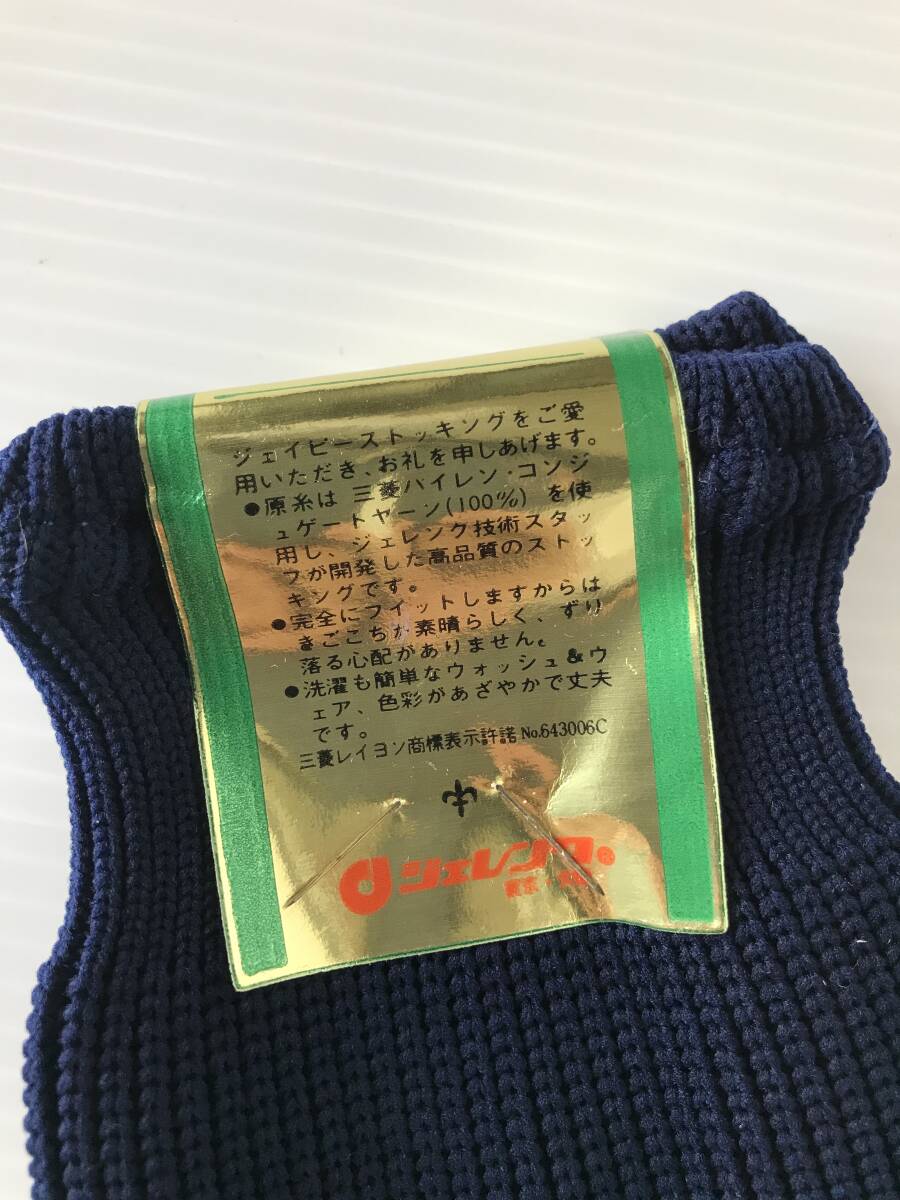 ジェイピーストッキングをご愛
用いただき、お礼を申しあげます。
●原糸は 三菱パイレン・コンジ
ュゲートヤーン(100%) を使
用し、ジェレンク技術スタッ
フが開発した高品質のストッ
キングです。
●完全にフイットしますからは
きごこちが素晴らしく、ずり
落る心配がありません。
●洗濯も簡単なウォッシュ&ウ
ェア、色彩があざやかで丈夫
です。
三菱レイヨン商標表示許諾No.643006C
ジェレンク
東京・